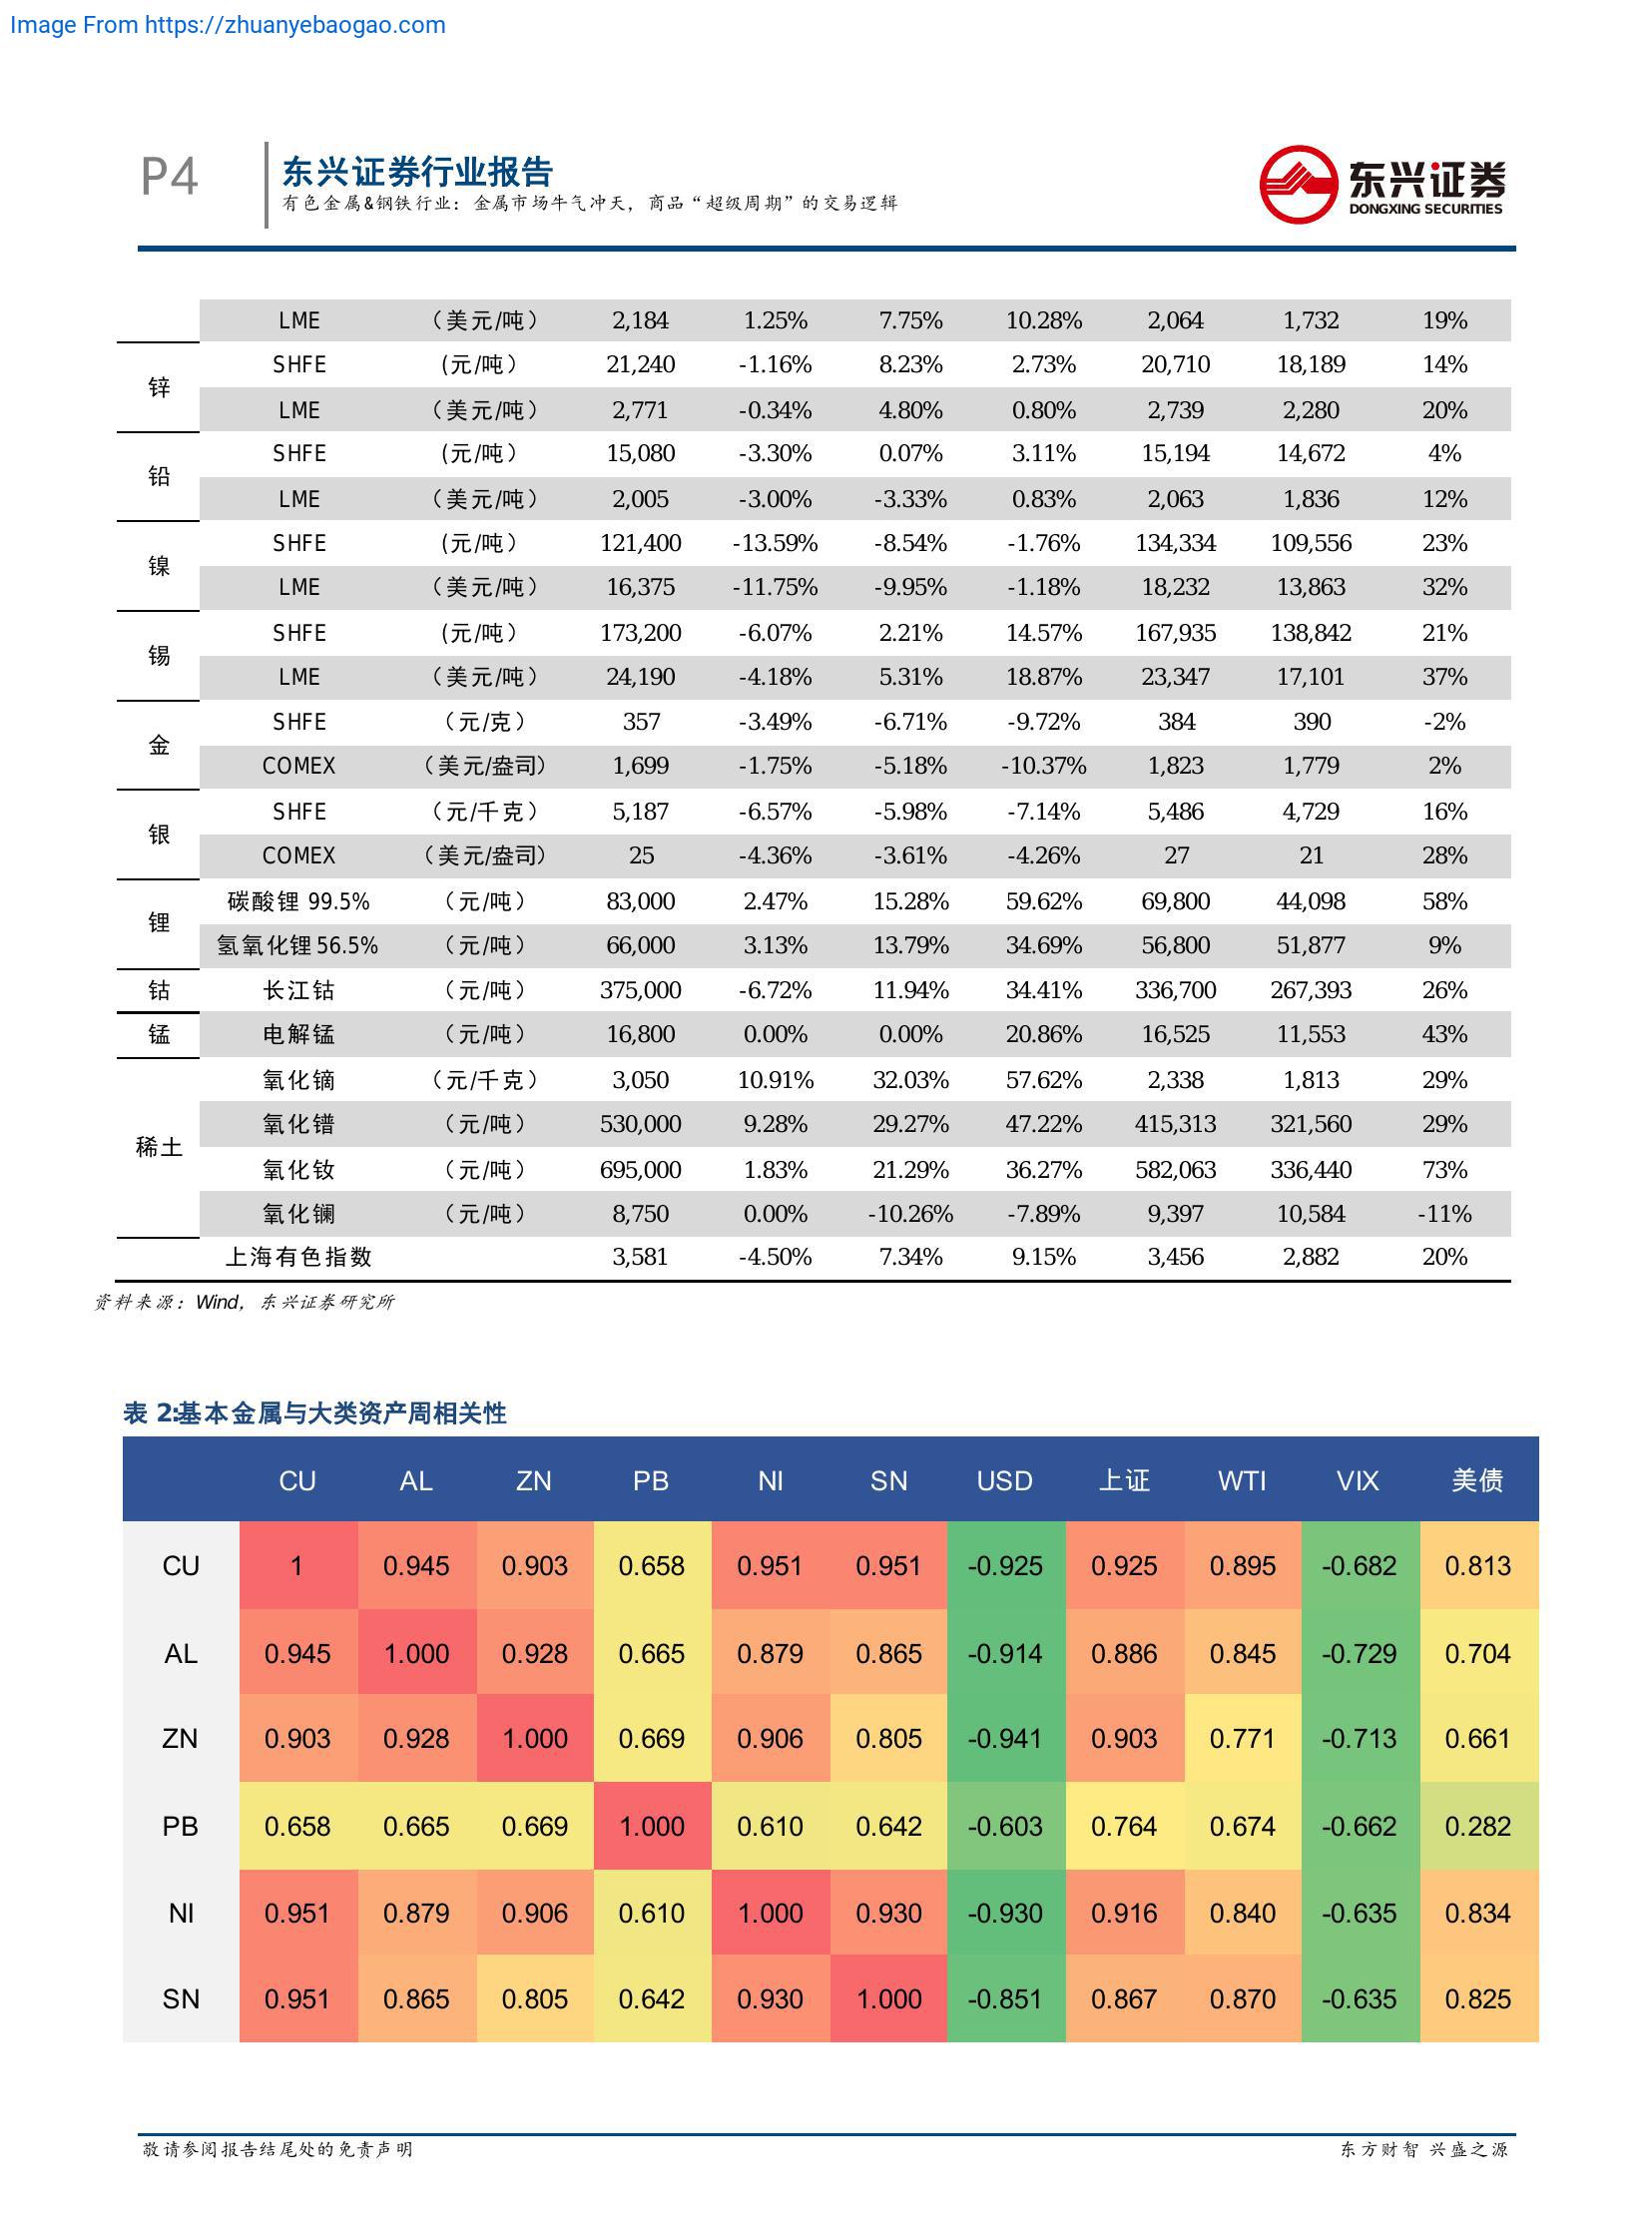 Image From https://zhuanyebaogao.com
P4
东兴证券行业报告
有色金属&钢铁行业：金属市场牛气冲天，商品“超级周期”的交易逻辑
东兴证券
DONGXING SECURITIES
LME （美元/吨） 2,184 1.25% 7.75% 10.28% 2,064 1,732 19%
锌 SHFE (元/吨） 21,240 -1.16% 8.23% 2.73% 20,710 18,189 14%
LME （美元/吨） 2,771 -0.34% 4.80% 0.80% 2,739 2,280 20%
铅 SHFE (元/吨） 15,080 -3.30% 0.07% 3.11% 15,194 14,672 4%
LME （美元/吨） 2,005 -3.00% -3.33% 0.83% 2,063 1,836 12%
镍 SHFE (元/吨） 121,400 -13.59% -8.54% -1.76% 134,334 109,556 23%
LME （美元/吨） 16,375 -11.75% -9.95% -1.18% 18,232 13,863 32%
锡 SHFE (元/吨） 173,200 -6.07% 2.21% 14.57% 167,935 138,842 21%
LME （美元/吨） 24,190 -4.18% 5.31% 18.87% 23,347 17,101 37%
金 SHFE （元/克） 357 -3.49% -6.71% -9.72% 384 390 -2%
COMEX （美元/盎司） 1,699 -1.75% -5.18% -10.37% 1,823 1,779 2%
银 SHFE （元/千克） 5,187 -6.57% -5.98% -7.14% 5,486 4,729 16%
COMEX （美元/盎司） 25 -4.36% -3.61% -4.26% 27 21 28%
锂 碳酸锂 99.5% （元/吨） 83,000 2.47% 15.28% 59.62% 69,800 44,098 58%
氢氧化锂 56.5% （元/吨） 66,000 3.13% 13.79% 34.69% 56,800 51,877 9%
钴 长江钴 （元/吨） 375,000 -6.72% 11.94% 34.41% 336,700 267,393 26%
锰 电解锰 （元/吨） 16,800 0.00% 0.00% 20.86% 16,525 11,553 43%
稀土 氧化镝 （元/千克） 3,050 10.91% 32.03% 57.62% 2,338 1,813 29%
氧化镨 （元/吨） 530,000 9.28% 29.27% 47.22% 415,313 321,560 29%
氧化钕 （元/吨） 695,000 1.83% 21.29% 36.27% 582,063 336,440 73%
氧化镧 （元/吨） 8,750 0.00% -10.26% -7.89% 9,397 10,584 -11%
上海有色指数 3,581 -4.50% 7.34% 9.15% 3,456 2,882 20%
资料来源：Wind，东兴证券研究所
表 2:基本金属与大类资产周相关性
CU AL ZN PB NI SN USD 上证 WTI VIX 美债
CU 1 0.945 0.903 0.658 0.951 0.951 -0.925 0.925 0.895 -0.682 0.813
AL 0.945 1.000 0.928 0.665 0.879 0.865 -0.914 0.886 0.845 -0.729 0.704
ZN 0.903 0.928 1.000 0.669 0.906 0.805 -0.941 0.903 0.771 -0.713 0.661
PB 0.658 0.665 0.669 1.000 0.610 0.642 -0.603 0.764 0.674 -0.662 0.282
NI 0.951 0.879 0.906 0.610 1.000 0.930 -0.930 0.916 0.840 -0.635 0.834
SN 0.951 0.865 0.805 0.642 0.930 1.000 -0.851 0.867 0.870 -0.635 0.825
敬请参阅报告结尾处的免责声明
东方财智 兴盛之源